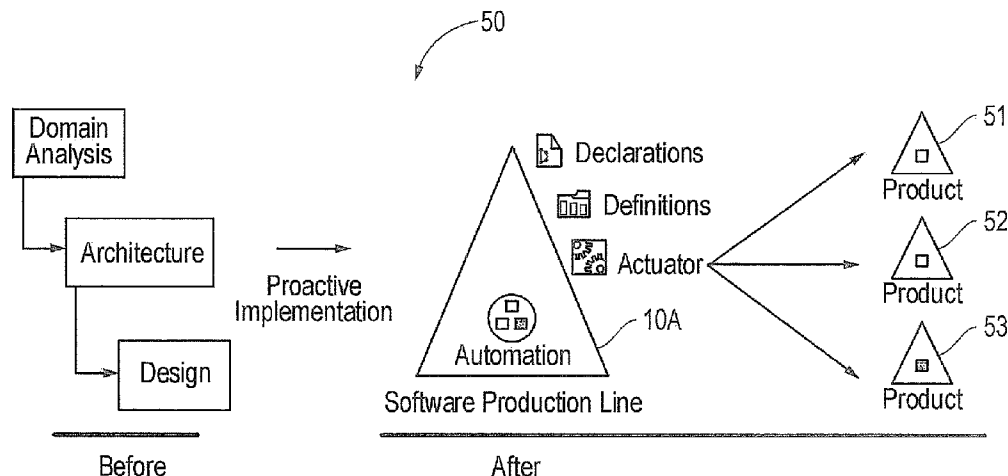 50
Domain
Analysis
Architecture
Design
Proactive
Implementation
Declarations
Definitions
Actuator
Automation
10A
Software Production Line
51
Product
52
Product
53
Product
Before
After